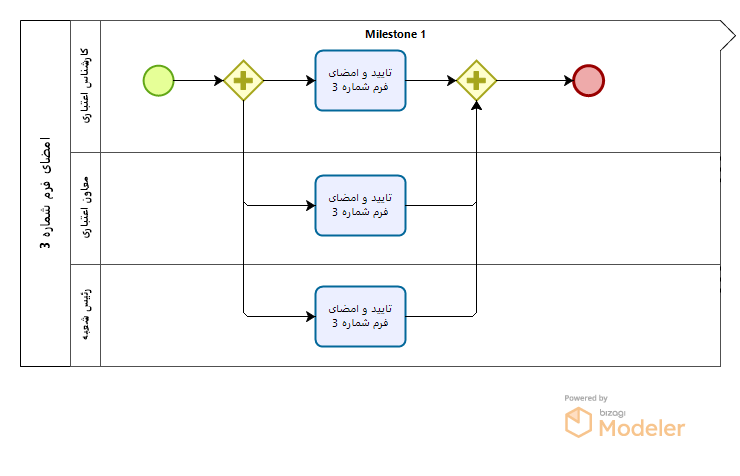 Milestone 1
امضای فرم شماره 3
کارشناس اعتباری
تایید و امضای
فرم شماره 3
معاون اعتباری
تایید و امضای
فرم شماره 3
رئیس شعبه
تایید و امضای
فرم شماره 3
Powered by
bizagi
Modeler